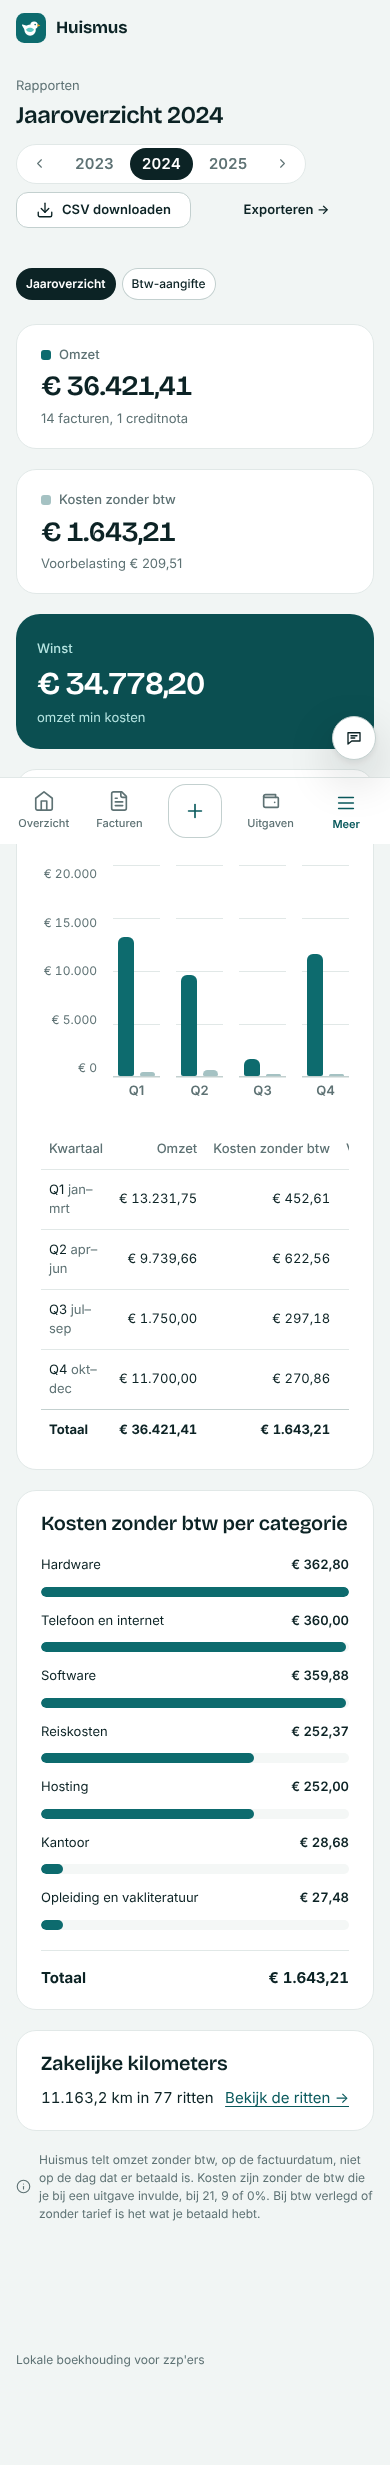 Huismus
Rapporten
Jaaroverzicht 2024
2023 2024 2025
CSV downloaden Exporteren →
Jaaroverzicht Btw-aangifte
Omzet
€ 36.421,41
14 facturen, 1 creditnota
Kosten zonder btw
€ 1.643,21
Voorbelasting € 209,51
Winst
€ 34.778,20
omzet min kosten
Overzicht Facturen Uitgaven Meer
€ 20.000
€ 15.000
€ 10.000
€ 5.000
€ 0
Q1 Q2 Q3 Q4
Kwartaal Omzet Kosten zonder btw
Q1 jan–
mrt
€ 13.231,75 € 452,61
Q2 apr–
jun
€ 9.739,66 € 622,56
Q3 jul–
sep
€ 1.750,00 € 297,18
Q4 okt–
dec
€ 11.700,00 € 270,86
Totaal € 36.421,41 € 1.643,21
Kosten zonder btw per categorie
Hardware € 362,80
Telefoon en internet € 360,00
Software € 359,88
Reiskosten € 252,37
Hosting € 252,00
Kantoor € 28,68
Opleiding en vakliteratuur € 27,48
Totaal € 1.643,21
Zakelijke kilometers
11.163,2 km in 77 ritten Bekijk de ritten →
Huismus telt omzet zonder btw, op de factuurdatum, niet
op de dag dat er betaald is. Kosten zijn zonder de btw die
je bij een uitgave invulde, bij 21, 9 of 0%. Bij btw verlegd of
zonder tarief is het wat je betaald hebt.
Lokale boekhouding voor zzp'ers